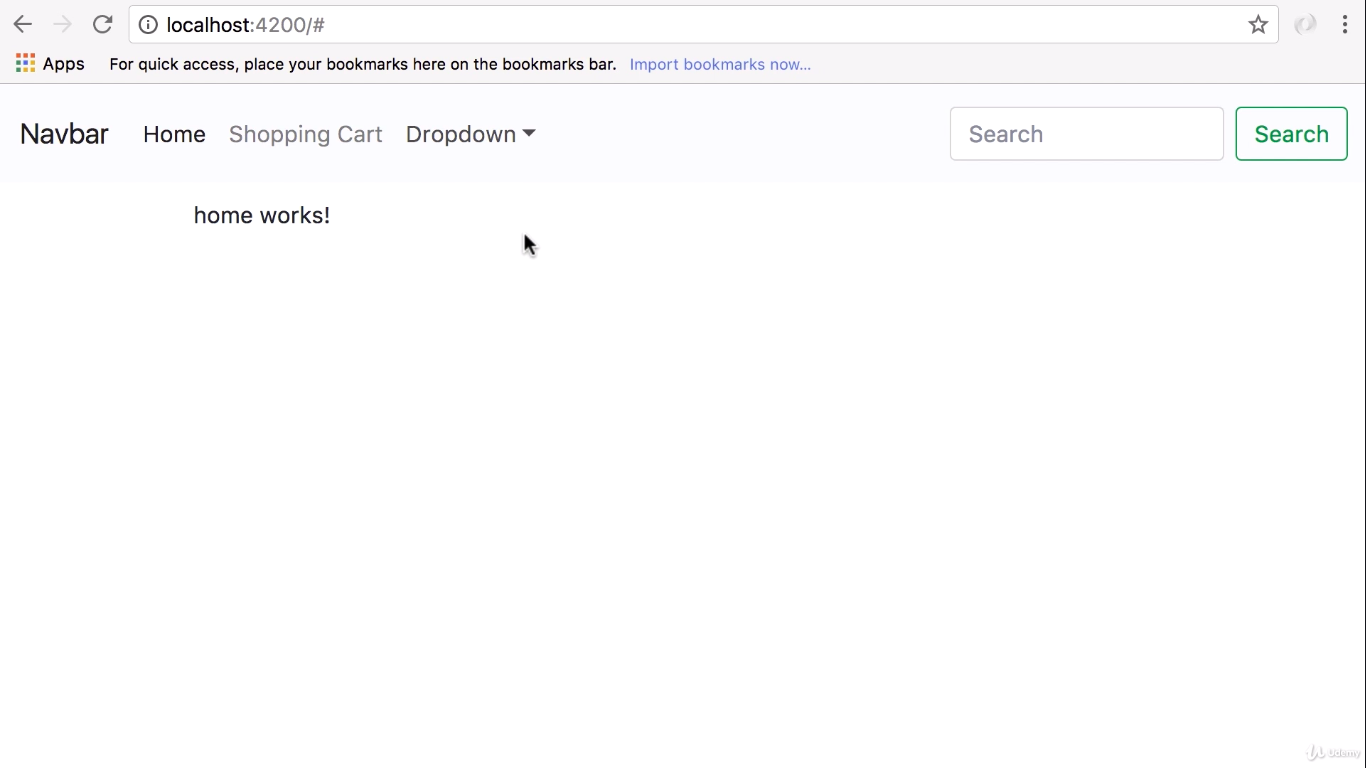 localhost:4200/#
Apps For quick access, place your bookmarks here on the bookmarks bar. Import bookmarks now...
Navbar Home Shopping Cart Dropdown Search Search
home works!
Udemy